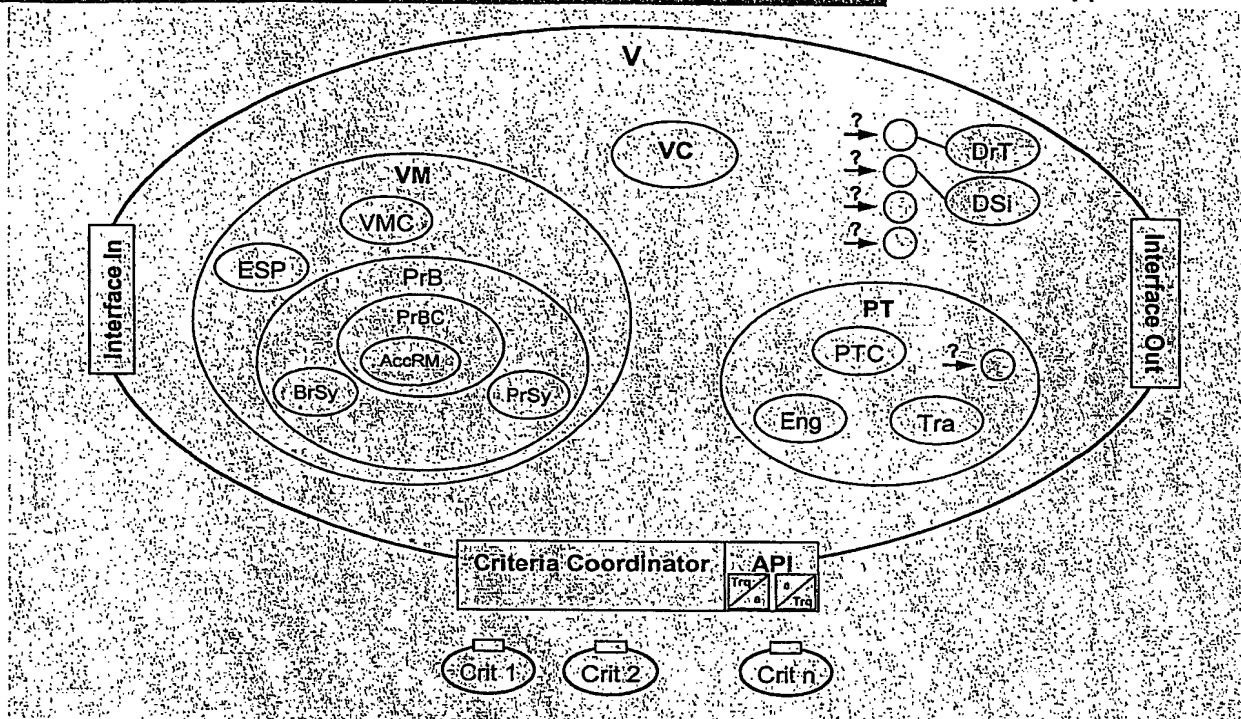 V
VC
?
DrT
?
DSi
?
?
VM
VMC
ESP
PrB
PrBC
AccRM
BrSy
PrSy
Interface In
Interface Out
PT
PTC
?
Eng
Tra
Criteria Coordinator
API
Trq
a
a
Trq
Crit 1
Crit 2
Crit n